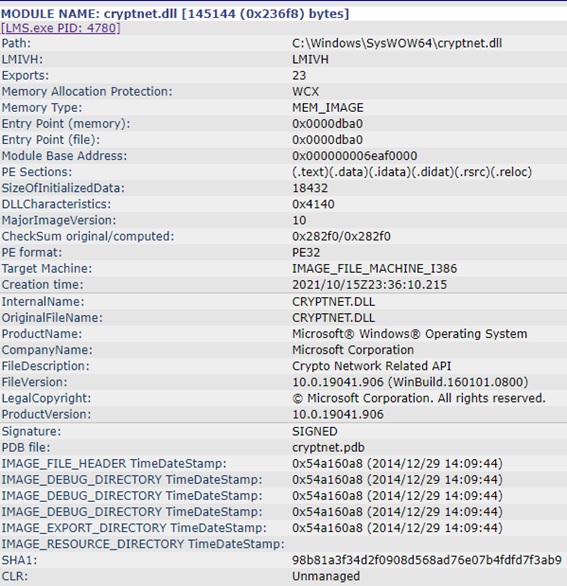 MODULE NAME: cryptnet.dll [145144 (0x236f8) bytes]
[LMS.exe PID: 4780]
Path: C:\Windows\SysWOW64\cryptnet.dll
LMIVH: LMIVH
Exports: 23
Memory Allocation Protection: WCX
Memory Type: MEM_IMAGE
Entry Point (memory): 0x0000dba0
Entry Point (file): 0x0000dba0
Module Base Address: 0x000000006eaf0000
PE Sections: (.text)(.data)(.idata)(.didat)(.rsrc)(.reloc)
SizeOfInitializedData: 18432
DLLCharacteristics: 0x4140
MajorImageVersion: 10
CheckSum original/computed: 0x282f0/0x282f0
PE format: PE32
Target Machine: IMAGE_FILE_MACHINE_I386
Creation time: 2021/10/15Z23:36:10.215
InternalName: CRYPTNET.DLL
OriginalFileName: CRYPTNET.DLL
ProductName: Microsoft® Windows® Operating System
CompanyName: Microsoft Corporation
FileDescription: Crypto Network Related API
FileVersion: 10.0.19041.906 (WinBuild.160101.0800)
LegalCopyright: © Microsoft Corporation. All rights reserved.
ProductVersion: 10.0.19041.906
Signature: SIGNED
PDB file: cryptnet.pdb
IMAGE_FILE_HEADER TimeDateStamp: 0x54a160a8 (2014/12/29 14:09:44)
IMAGE_DEBUG_DIRECTORY TimeDateStamp: 0x54a160a8 (2014/12/29 14:09:44)
IMAGE_DEBUG_DIRECTORY TimeDateStamp: 0x54a160a8 (2014/12/29 14:09:44)
IMAGE_DEBUG_DIRECTORY TimeDateStamp: 0x54a160a8 (2014/12/29 14:09:44)
IMAGE_EXPORT_DIRECTORY TimeDateStamp: 0x54a160a8 (2014/12/29 14:09:44)
IMAGE_RESOURCE_DIRECTORY TimeDateStamp:
SHA1: 98b81a3f34d2f0908d568ad76e07b4fdfd7f3ab9
CLR: Unmanaged